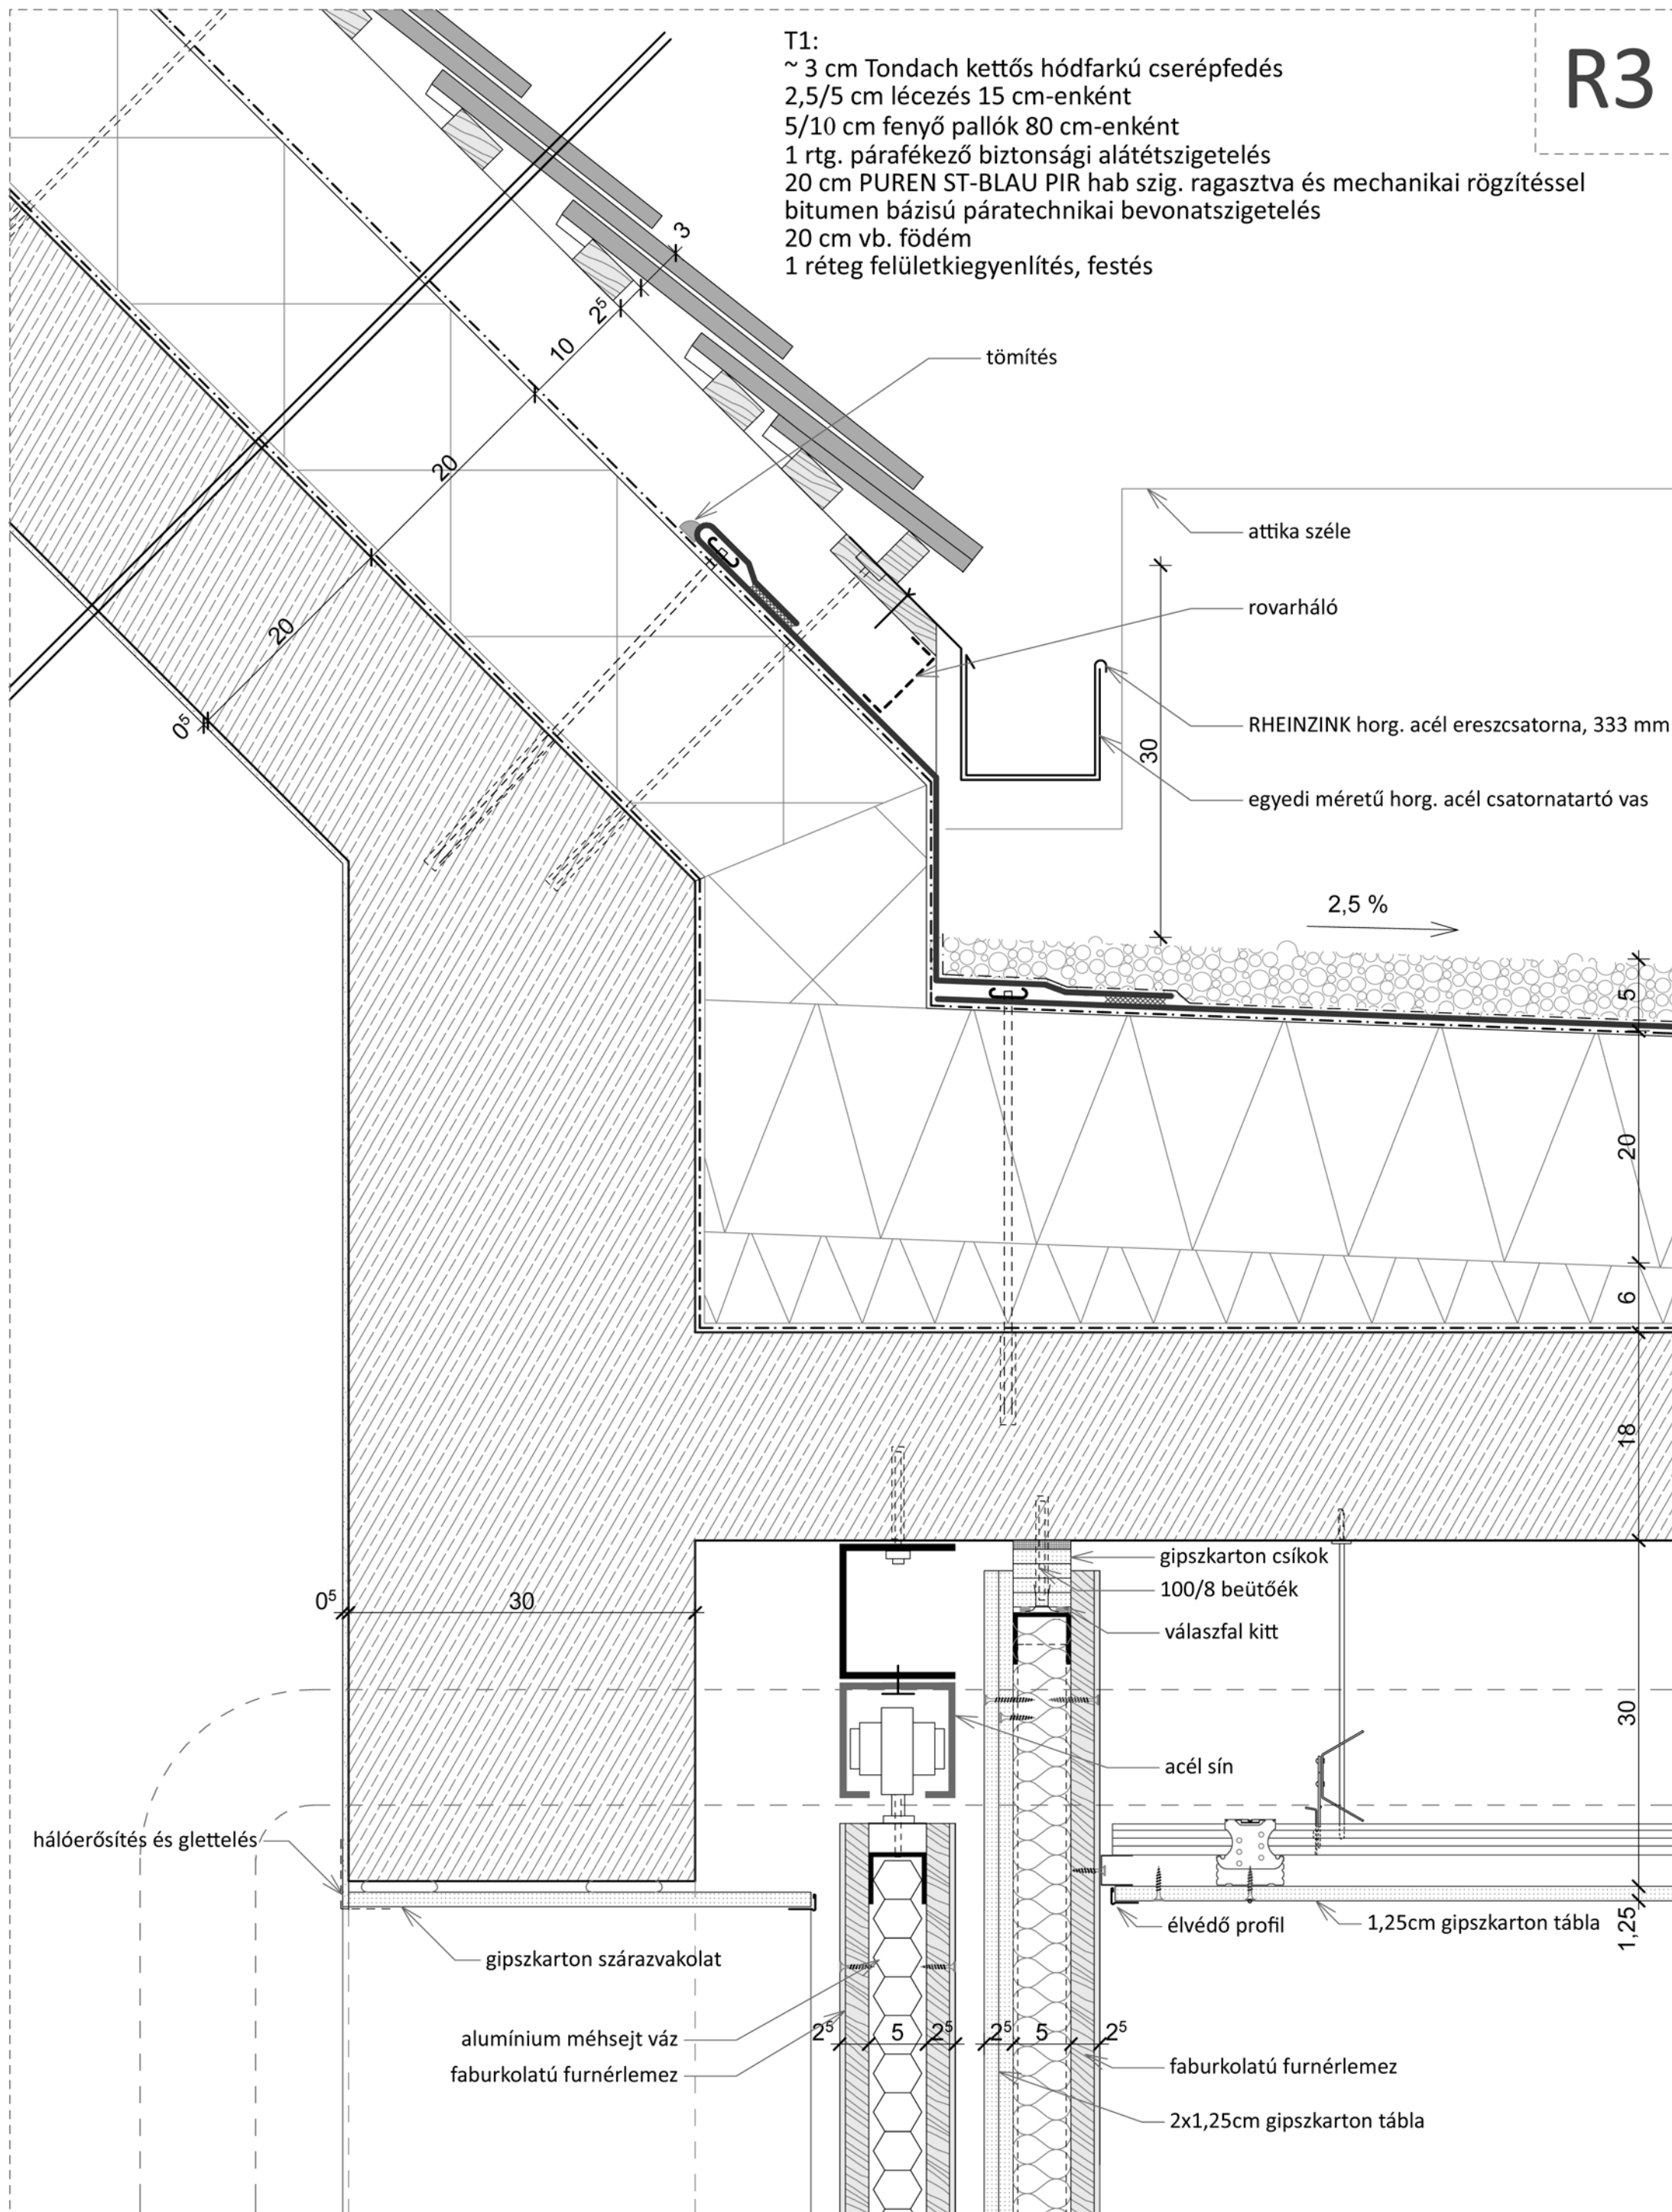 T1:
~ 3 cm Tondach kettős hódfarkú cserépfedés
2,5/5 cm lécezés 15 cm-enként
5/10 cm fenyő pallók 80 cm-enként
1 rtg. párafékező biztonsági alátétszigetelés
20 cm PUREN ST-BLAU PIR hab szig. ragasztva és mechanikai rögzítéssel
bitumen bázisú páratechnikai bevonatszigetelés
20 cm vb. födém
1 réteg felületkiegyenlítés, festés
R3
3
2⁵
10
20
20
0⁵
tömítés
attika széle
rovarháló
RHEINZINK horg. acél ereszcsatorna, 333 mm
30
egyedi méretű horg. acél csatornatartó vas
2,5 %
5
20
6
18
gipszkarton csíkok
100/8 beütőék
válaszfal kitt
0⁵
30
30
acél sín
hálóerősítés és glettelés
élvédő profil
1,25cm gipszkarton tábla
1,25
gipszkarton szárazvakolat
alumínium méhsejt váz
2⁵
5
2⁵
2⁵
5
2⁵
faburkolatú furnérlemez
faburkolatú furnérlemez
2x1,25cm gipszkarton tábla